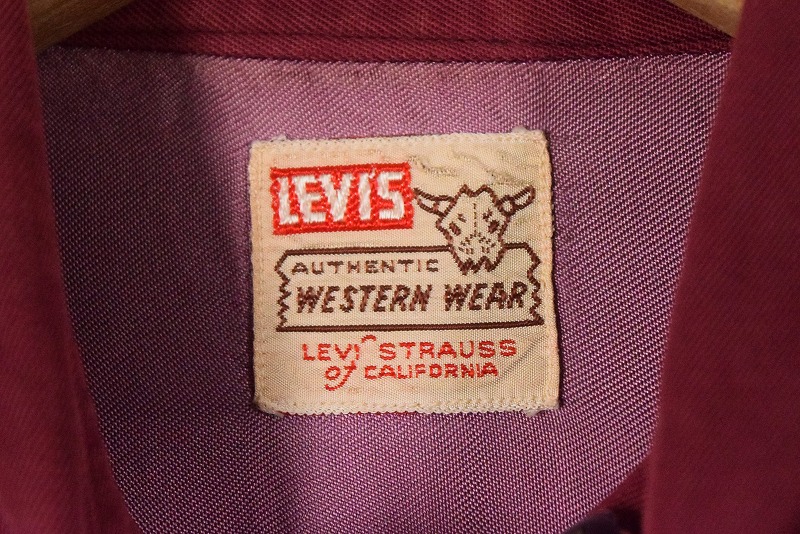 LEVI'S
AUTHENTIC
WESTERN WEAR
LEVI STRAUSS
of CALIFORNIA